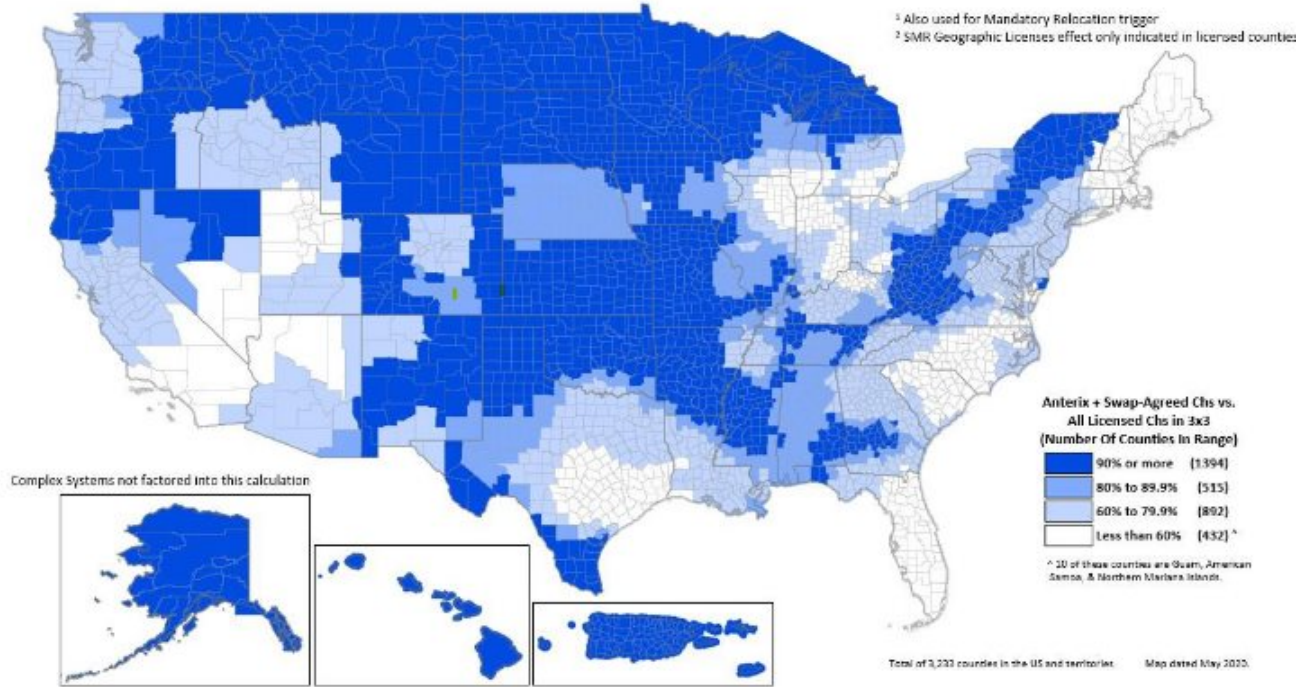 ¹ Also used for Mandatory Relocation trigger
² SMR Geographic Licenses effect only indicated in licensed counties
Anterix + Swap-Agreed Chs vs.
All Licensed Chs in 3x3
(Number Of Counties In Range)
90% or more (1394)
80% to 89.9% (515)
60% to 79.9% (892)
Less than 60% (432) ^
^ 10 of these counties are Guam, American
Samoa, & Northern Mariana Islands.
Complex Systems not factored into this calculation
Total of 3,233 counties in the US and territories Map dated May 2020.